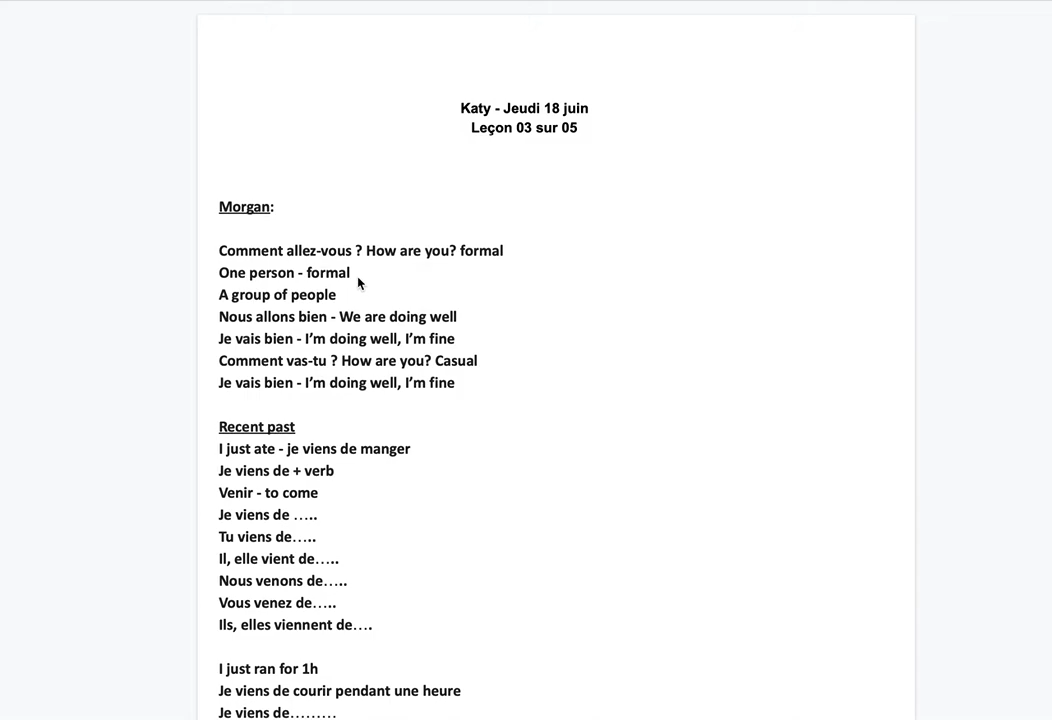 Katy - Jeudi 18 juin
Leçon 03 sur 05
Morgan:
Comment allez-vous ? How are you? formal
One person - formal
A group of people
Nous allons bien - We are doing well
Je vais bien - I’m doing well, I’m fine
Comment vas-tu ? How are you? Casual
Je vais bien - I’m doing well, I’m fine
Recent past
I just ate - je viens de manger
Je viens de + verb
Venir - to come
Je viens de …..
Tu viens de…..
Il, elle vient de…..
Nous venons de…..
Vous venez de…..
Ils, elles viennent de….
I just ran for 1h
Je viens de courir pendant une heure
Je viens de………